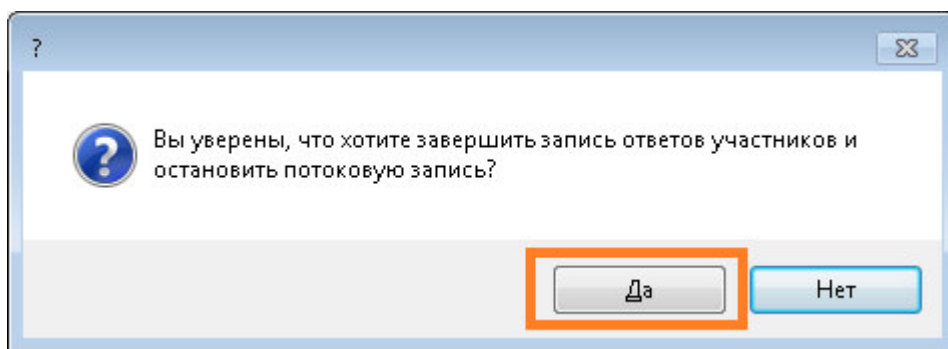 ?
Вы уверены, что хотите завершить запись ответов участников и
остановить потоковую запись?
Да
Нет